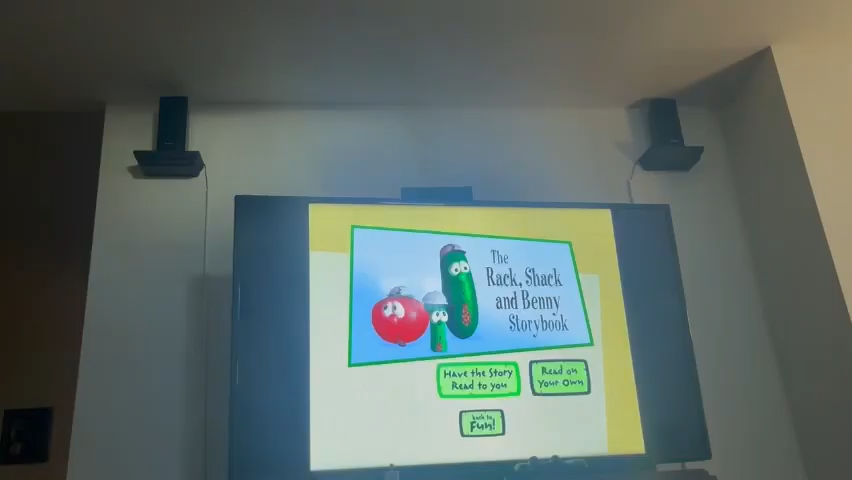 The
Rack, Shack
and Benny
Storybook
Have the Story
Read to you
Read on
Your Own
back to
Fun!